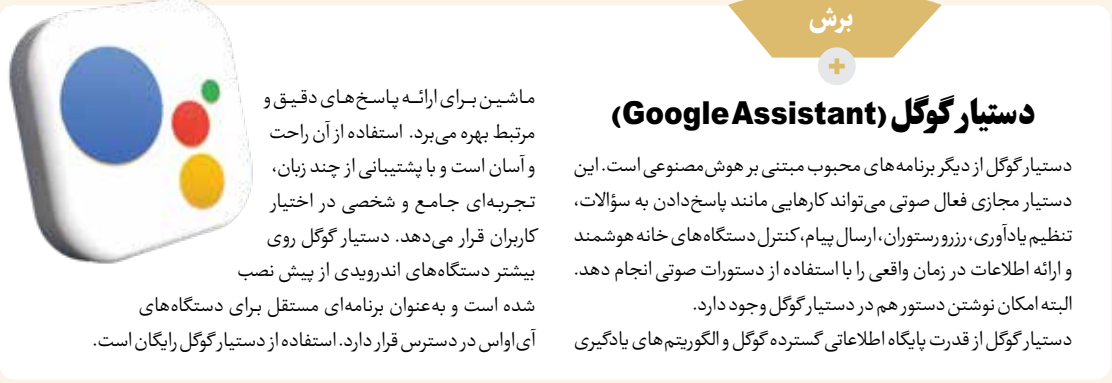 برش
دستیار گوگل (Google Assistant)
دستیار گوگل از دیگر برنامه‌های محبوب مبتنی بر هوش‌مصنوعی است. این
دستیار مجازی فعال صوتی می‌تواند کارهایی مانند پاسخ‌دادن به سؤالات،
تنظیم یادآوری، رزرو رستوران، ارسال پیام، کنترل دستگاه‌های خانه هوشمند
و ارائه اطلاعات در زمان واقعی را با استفاده از دستورات صوتی انجام دهد.
البته امکان نوشتن دستور هم در دستیار گوگل وجود دارد.
دستیار گوگل از قدرت پایگاه اطلاعاتی گسترده گوگل و الگوریتم‌های یادگیری
ماشین برای ارائه پاسخ‌های دقیق و
مرتبط بهره می‌برد. استفاده از آن راحت
و آسان است و با پشتیبانی از چند زبان،
تجربه‌ای جامع و شخصی در اختیار
کاربران قرار می‌دهد. دستیار گوگل روی
بیشتر دستگاه‌های اندرویدی از پیش نصب
شده است و به‌عنوان برنامه‌ای مستقل برای دستگاه‌های
آی‌اواس در دسترس قرار دارد. استفاده از دستیار گوگل رایگان است.